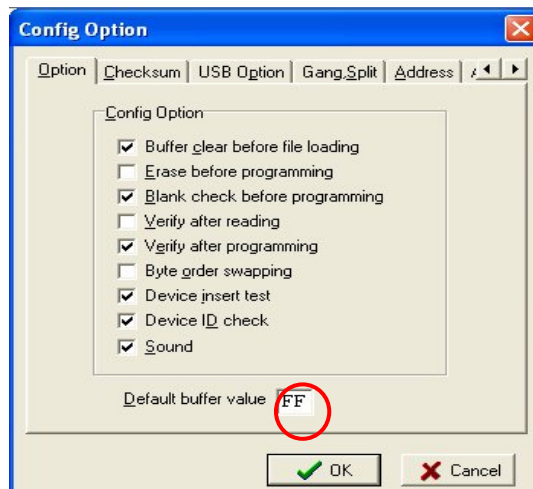 Config Option
Option Checksum USB Option Gang,Split Address
Config Option
Buffer clear before file loading
Erase before programming
Blank check before programming
Verify after reading
Verify after programming
Byte order swapping
Device insert test
Device ID check
Sound
Default buffer value FF
OK Cancel